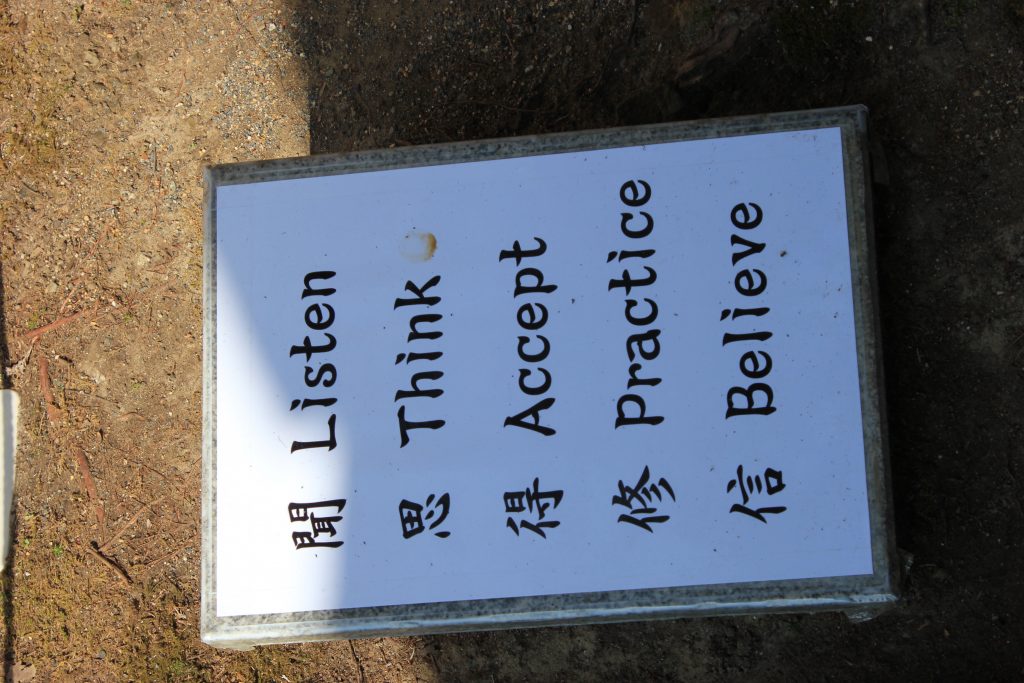 聞 Listen
思 Think
得 Accept
修 Practice
信 Believe